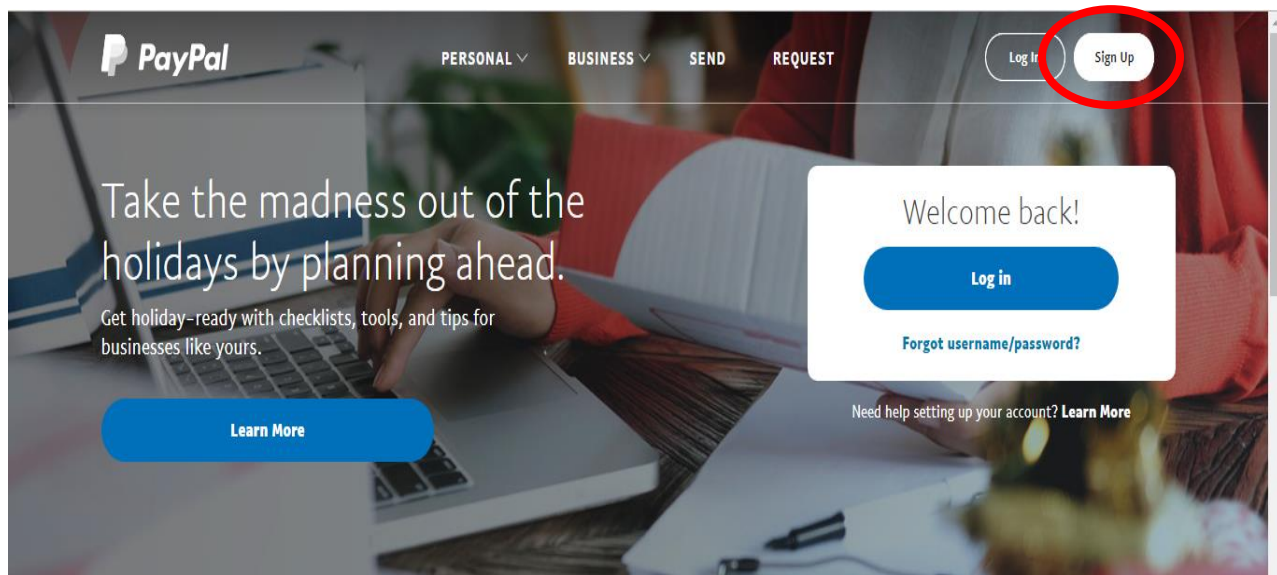 PayPal
PERSONAL BUSINESS SEND REQUEST
Log In Sign Up
Take the madness out of the
holidays by planning ahead.
Get holiday-ready with checklists, tools, and tips for
businesses like yours.
Learn More
Welcome back!
Log in
Forgot username/password?
Need help setting up your account? Learn More